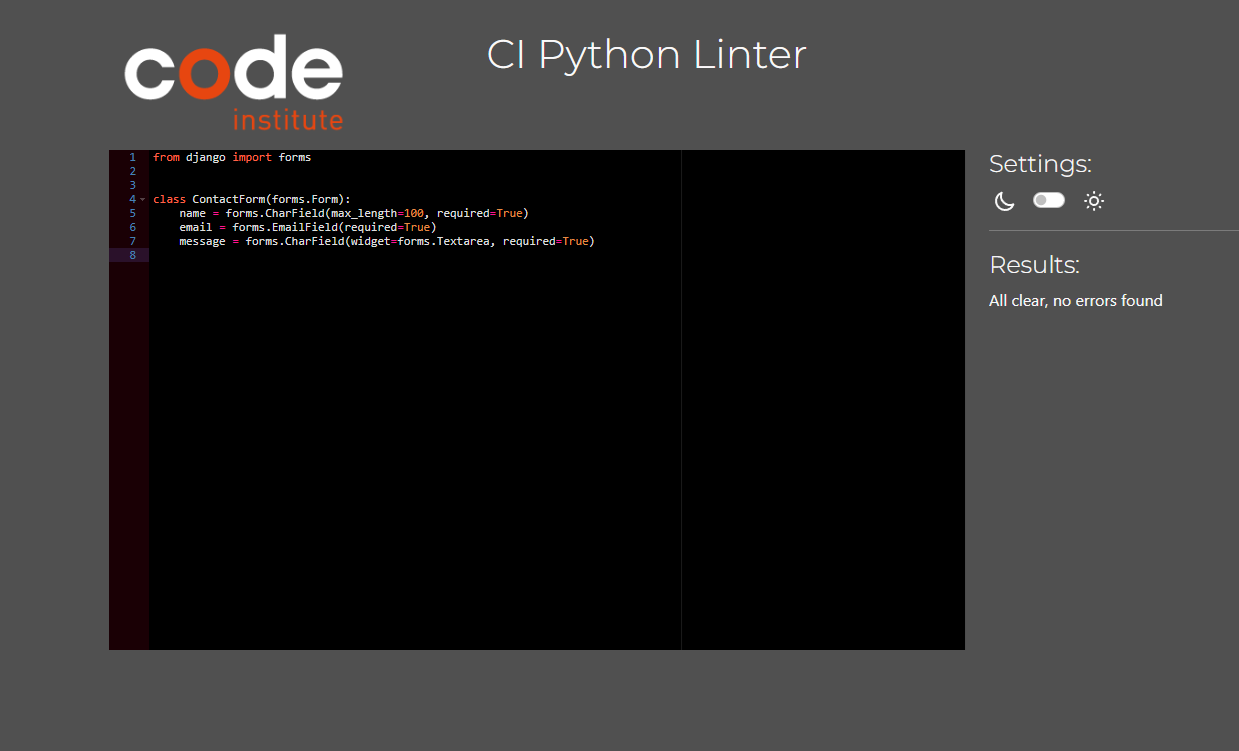 code
institute
CI Python Linter
1 from django import forms
2
3
4 class ContactForm(forms.Form):
5     name = forms.CharField(max_length=100, required=True)
6     email = forms.EmailField(required=True)
7     message = forms.CharField(widget=forms.Textarea, required=True)
8
Settings:
Results:
All clear, no errors found